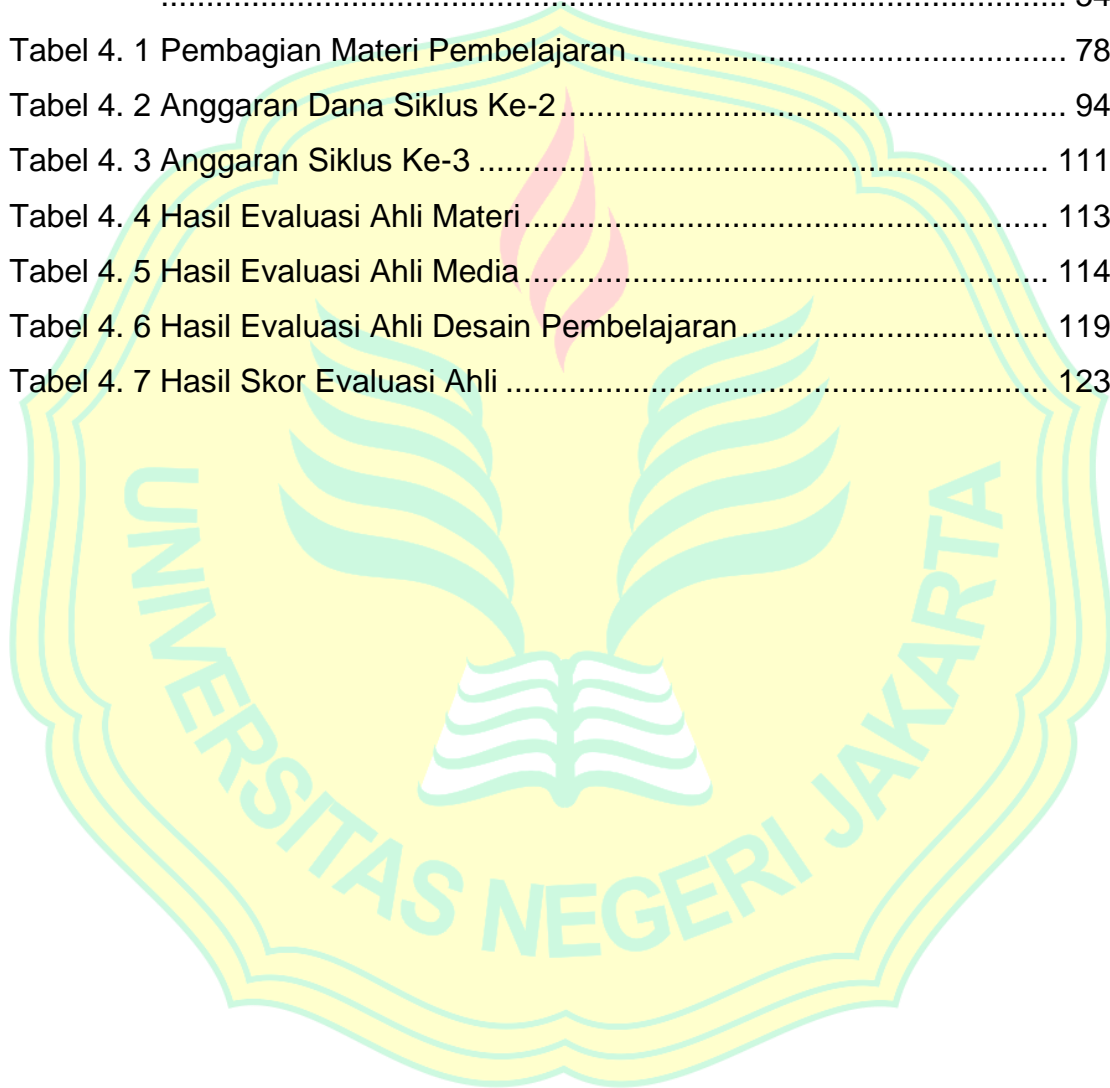 Tabel 4. 1 Pembagian Materi Pembelajaran ................................................ 78
Tabel 4. 2 Anggaran Dana Siklus Ke-2 ........................................................ 94
Tabel 4. 3 Anggaran Siklus Ke-3 ............................................................... 111
Tabel 4. 4 Hasil Evaluasi Ahli Materi .......................................................... 113
Tabel 4. 5 Hasil Evaluasi Ahli Media .......................................................... 114
Tabel 4. 6 Hasil Evaluasi Ahli Desain Pembelajaran .................................. 119
Tabel 4. 7 Hasil Skor Evaluasi Ahli ............................................................ 123
UNIVERSITAS NEGERI JAKARTA